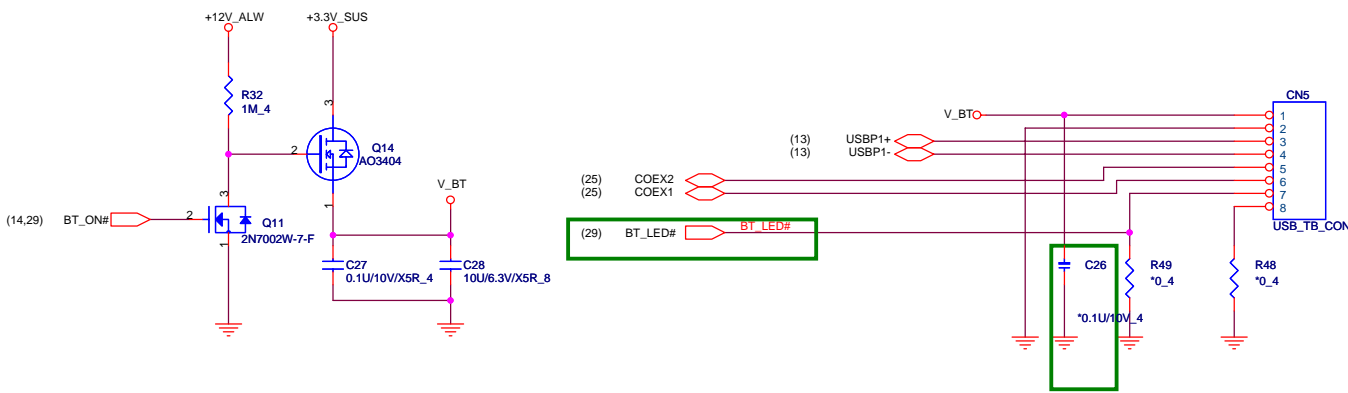 +12V_ALW
+3.3V_SUS
R32
1M_4
3
2
Q14
AO3404
1
V_BT
(14,29) BT_ON#
2
3
Q11
2N7002W-7-F
1
C27
0.1U/10V/X5R_4
C28
10U/6.3V/X5R_8
CN5
V_BT
1
2
(13) USBP1+
3
(13) USBP1-
4
5
(25) COEX2
6
(25) COEX1
7
8
USB_TB_CON
(29) BT_LED# BT_LED#
C26
*0.1U/10V_4
R49
*0_4
R48
*0_4